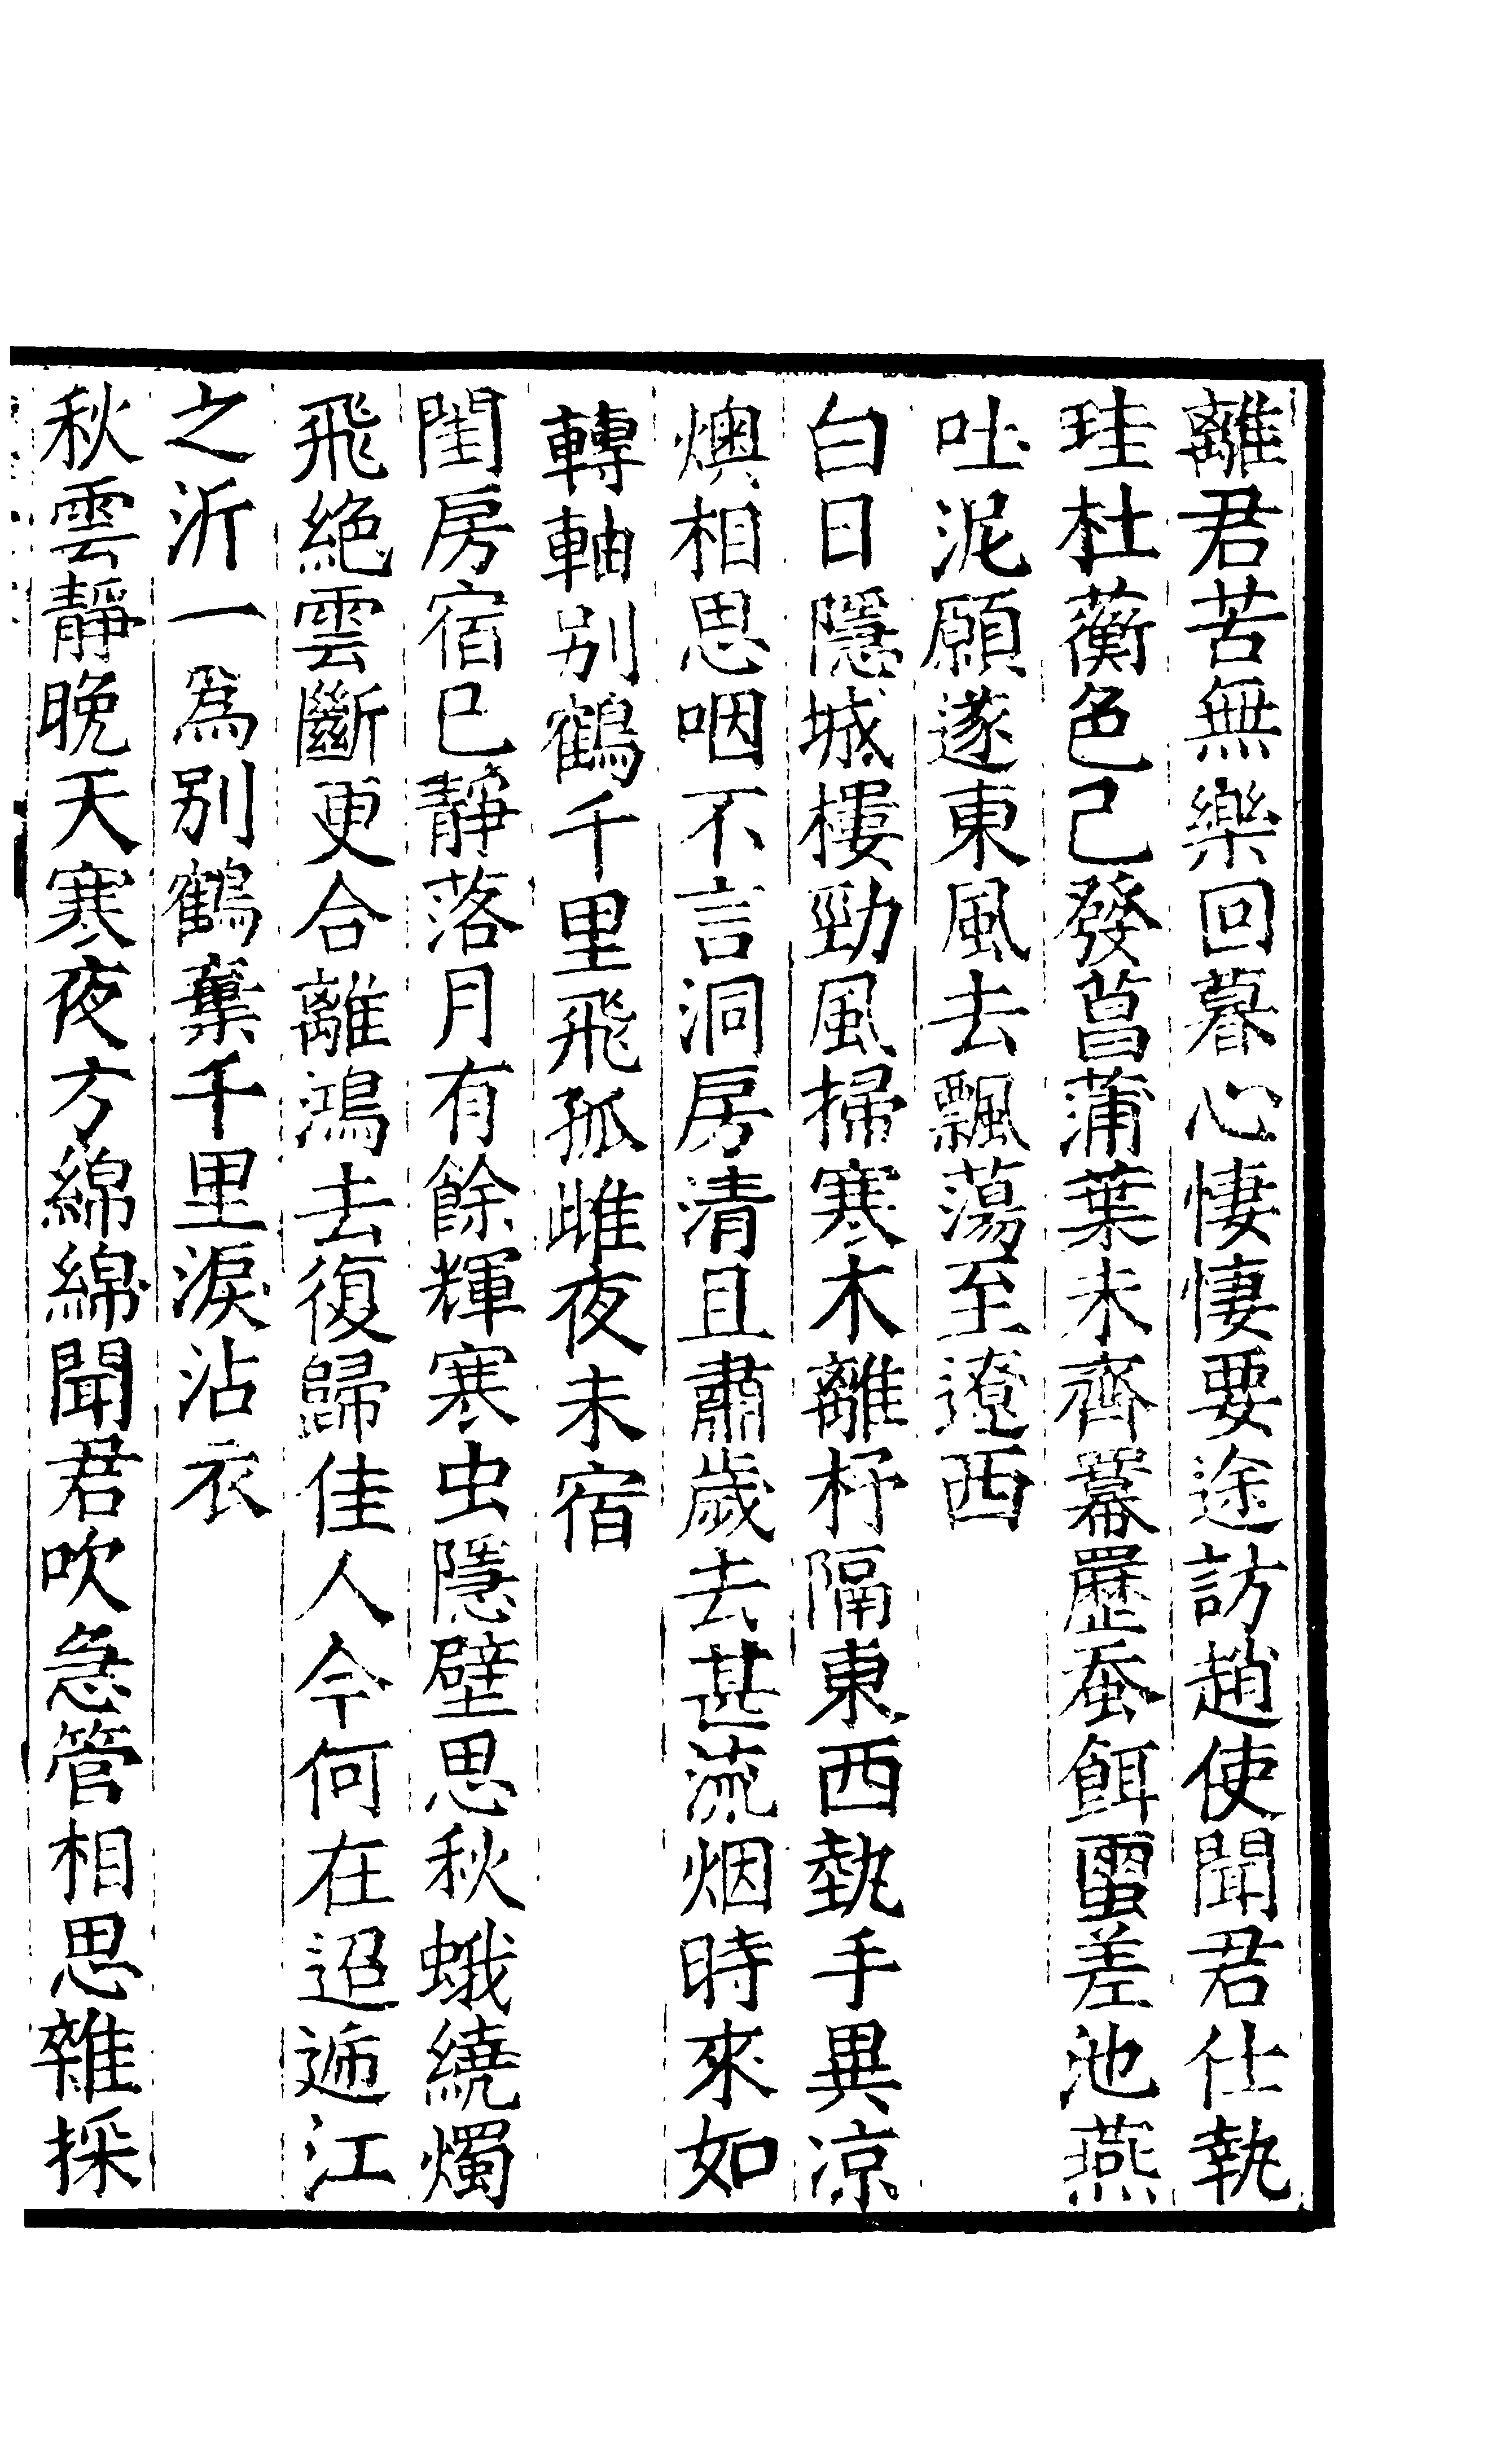 離君苦無樂回暮心悽悽要途訪趙使聞君仕執
珪杜蘅色已發菖蒲葉未齊羃歷蚕餌䨓差池燕
吐泥願逐東風去飄蕩至遼西
白日隱城樓勁風掃寒木離杼隔東西執手異凉
燠相思咽不言洞房清且肅歲去甚流烟時來如
轉軸别鶴千里飛孤雌夜未宿
閨房宿已靜落月有餘輝寒虫隱壁思秋蛾繞燭
飛絶雲斷更合離鴻去復歸佳人今何在迢遞江
之沂一爲别鶴棄千里淚沾衣
秋雲靜晚天寒夜方綿綿聞君吹急管相思雜採